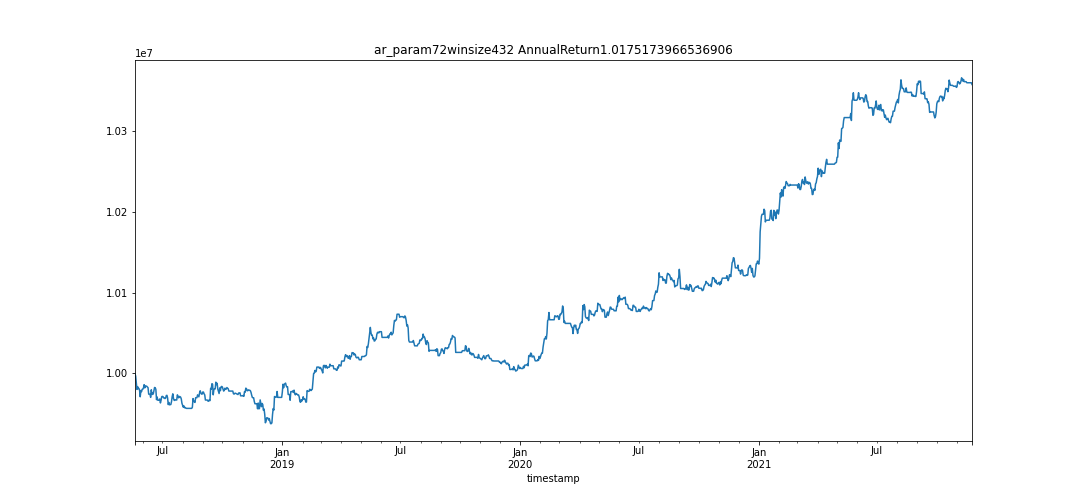 ar_param72winsize432 AnnualReturn1.0175173966536906
1e7
1.03
1.02
1.01
1.00
Jul Jan Jul Jan Jul Jan Jul
2019 2020 2021
timestamp